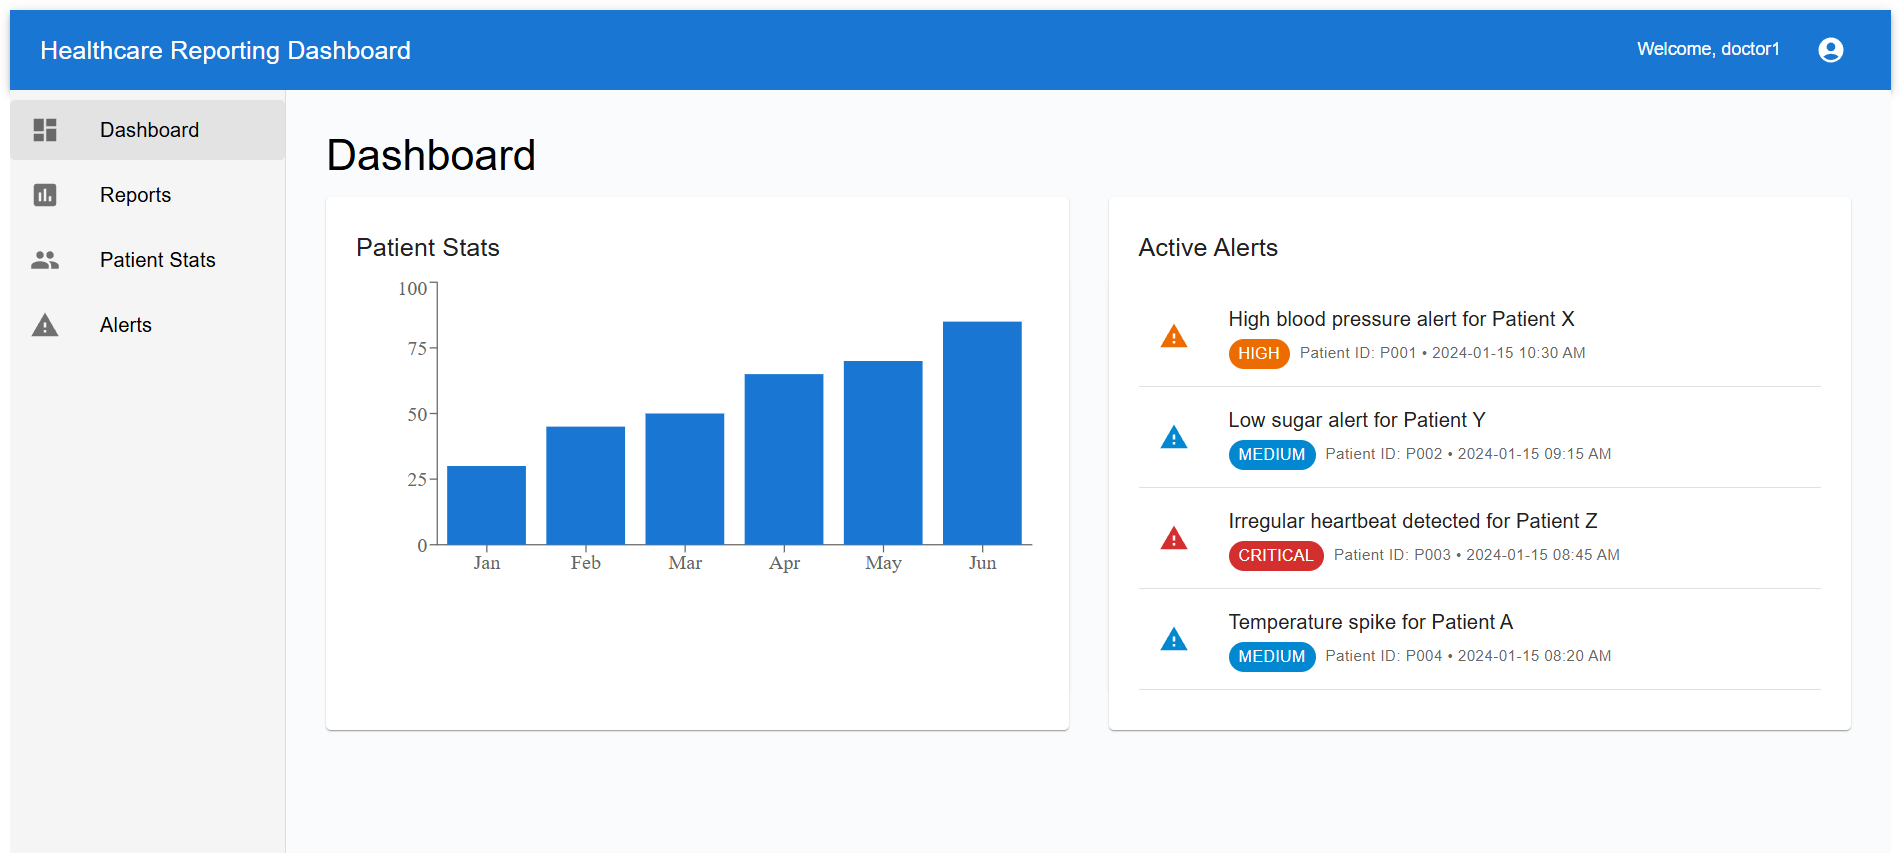 Healthcare Reporting Dashboard
Welcome, doctor1
Dashboard
Reports
Patient Stats
Alerts
Dashboard
Patient Stats
100
75
50
25
0
Jan Feb Mar Apr May Jun
Active Alerts
High blood pressure alert for Patient X
HIGH Patient ID: P001 • 2024-01-15 10:30 AM
Low sugar alert for Patient Y
MEDIUM Patient ID: P002 • 2024-01-15 09:15 AM
Irregular heartbeat detected for Patient Z
CRITICAL Patient ID: P003 • 2024-01-15 08:45 AM
Temperature spike for Patient A
MEDIUM Patient ID: P004 • 2024-01-15 08:20 AM